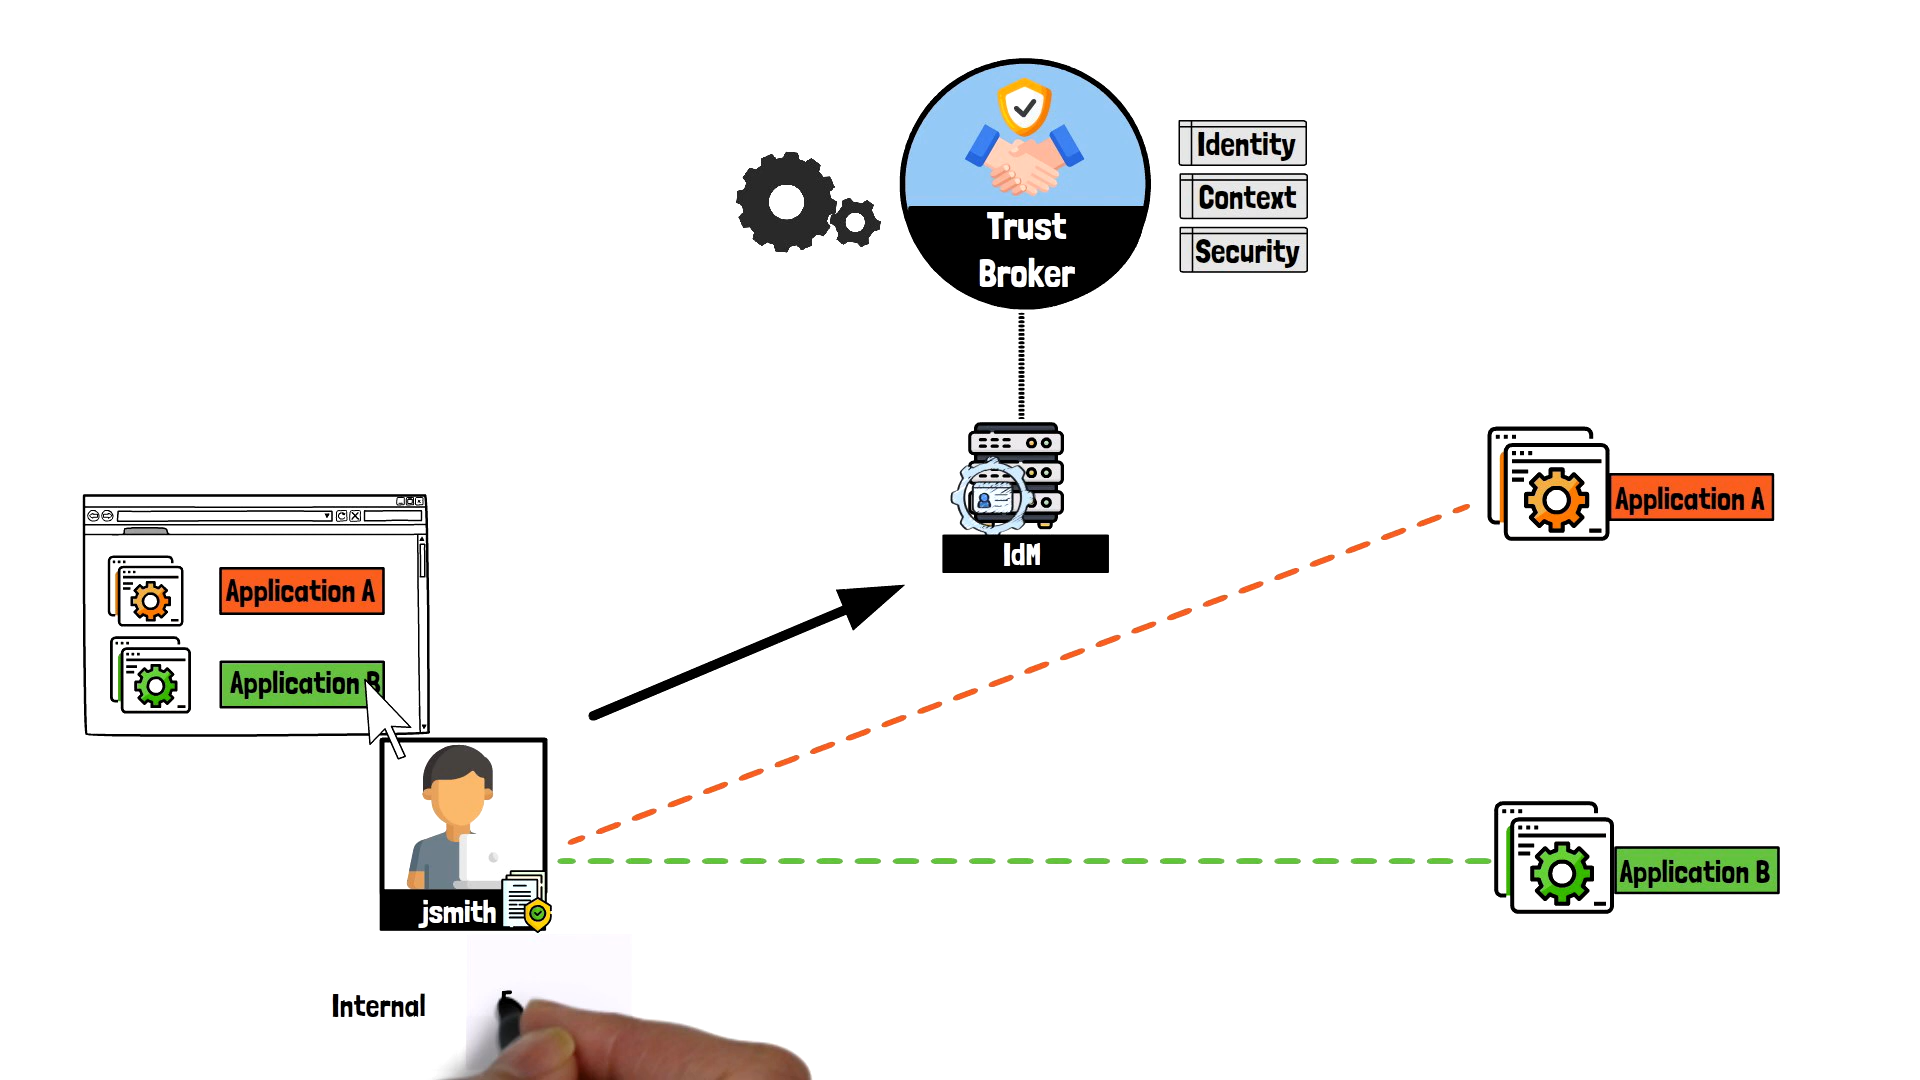 Trust
Broker
Identity
Context
Security
IdM
Application A
Application B
Application A
Application B
jsmith
Internal